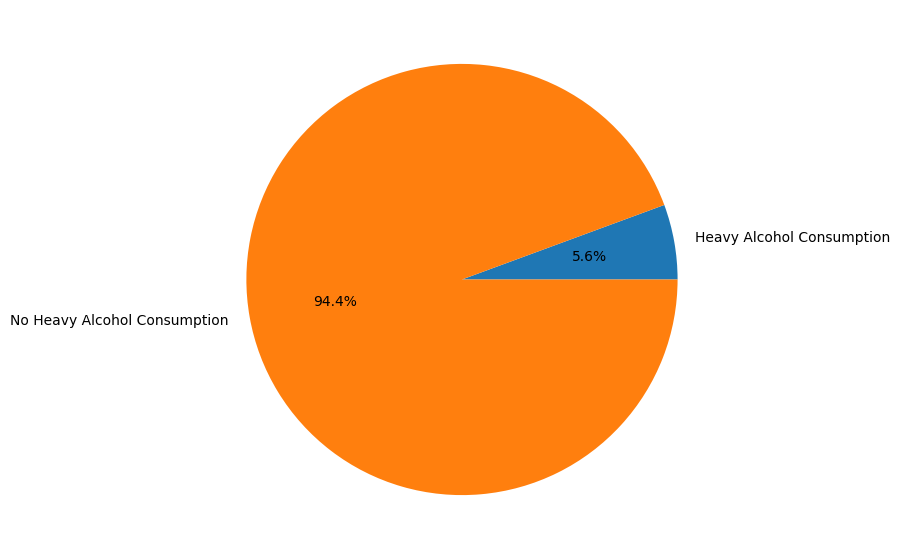 Heavy Alcohol Consumption
5.6%
94.4%
No Heavy Alcohol Consumption